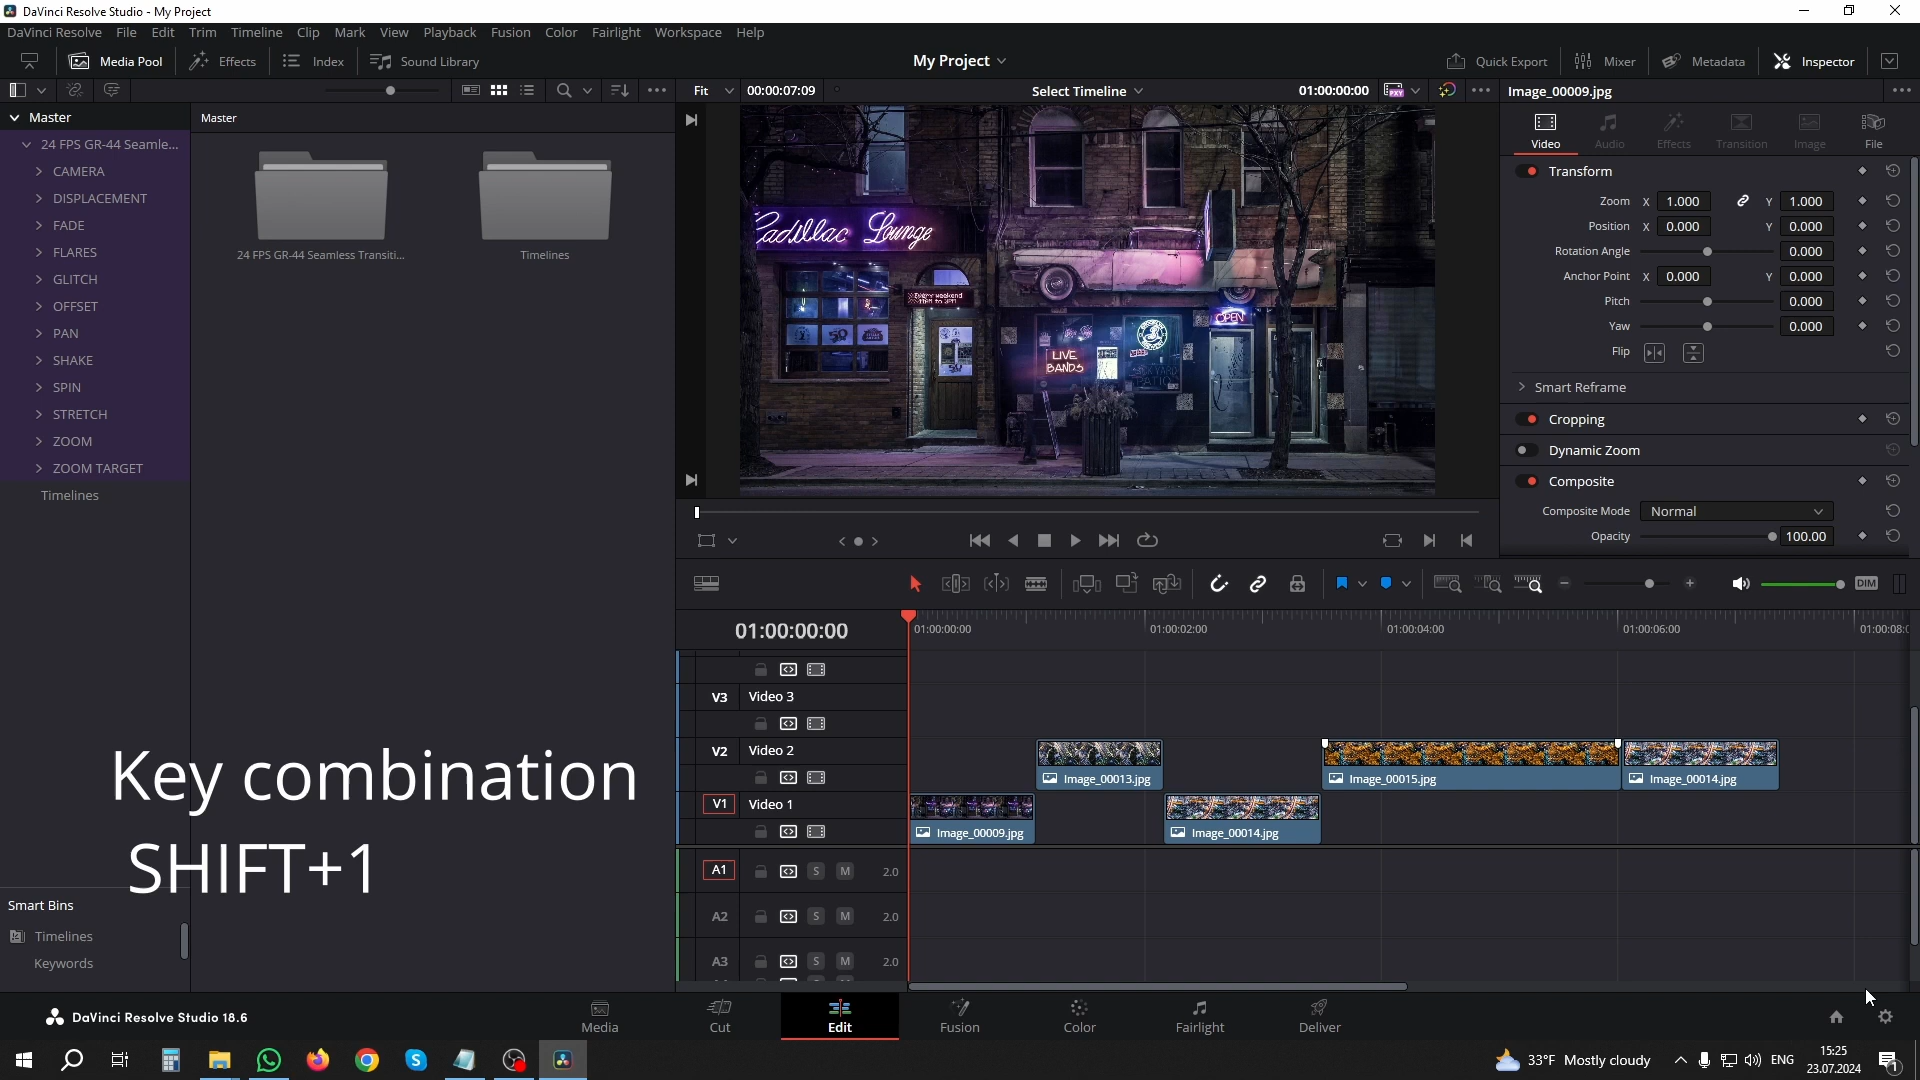 DaVinci Resolve Studio - My Project
DaVinci Resolve File Edit Trim Timeline Clip Mark View Playback Fusion Color Fairlight Workspace Help
Media Pool Effects Index Sound Library My Project Quick Export Mixer Metadata Inspector
Fit 00:00:07:09 Select Timeline 01:00:00:00 PXY Image_00009.jpg
Master
Master
24 FPS GR-44 Seamle...
CAMERA
DISPLACEMENT
FADE
FLARES
GLITCH
OFFSET
PAN
SHAKE
SPIN
STRETCH
ZOOM
ZOOM TARGET
Timelines
24 FPS GR-44 Seamless Transiti...
Timelines
Cadillac Lounge
OPEN
LIVE
BANDS
Video Audio Effects Transition Image File
Transform
Zoom X 1.000 Y 1.000
Position X 0.000 Y 0.000
Rotation Angle 0.000
Anchor Point X 0.000 Y 0.000
Pitch 0.000
Yaw 0.000
Flip
Smart Reframe
Cropping
Dynamic Zoom
Composite
Composite Mode Normal
Opacity 100.00
DIM
01:00:00:00
01:00:00:00 01:00:02:00 01:00:04:00 01:00:06:00 01:00:08:0
V3 Video 3
V2 Video 2
Image_00013.jpg Image_00015.jpg Image_00014.jpg
V1 Video 1
Image_00009.jpg Image_00014.jpg
A1 S M 2.0
A2 S M 2.0
A3 S M 2.0
Key combination
SHIFT+1
Smart Bins
Timelines
Keywords
DaVinci Resolve Studio 18.6
Media Cut Edit Fusion Color Fairlight Deliver
33°F Mostly cloudy ENG 15:25
23.07.2024
1